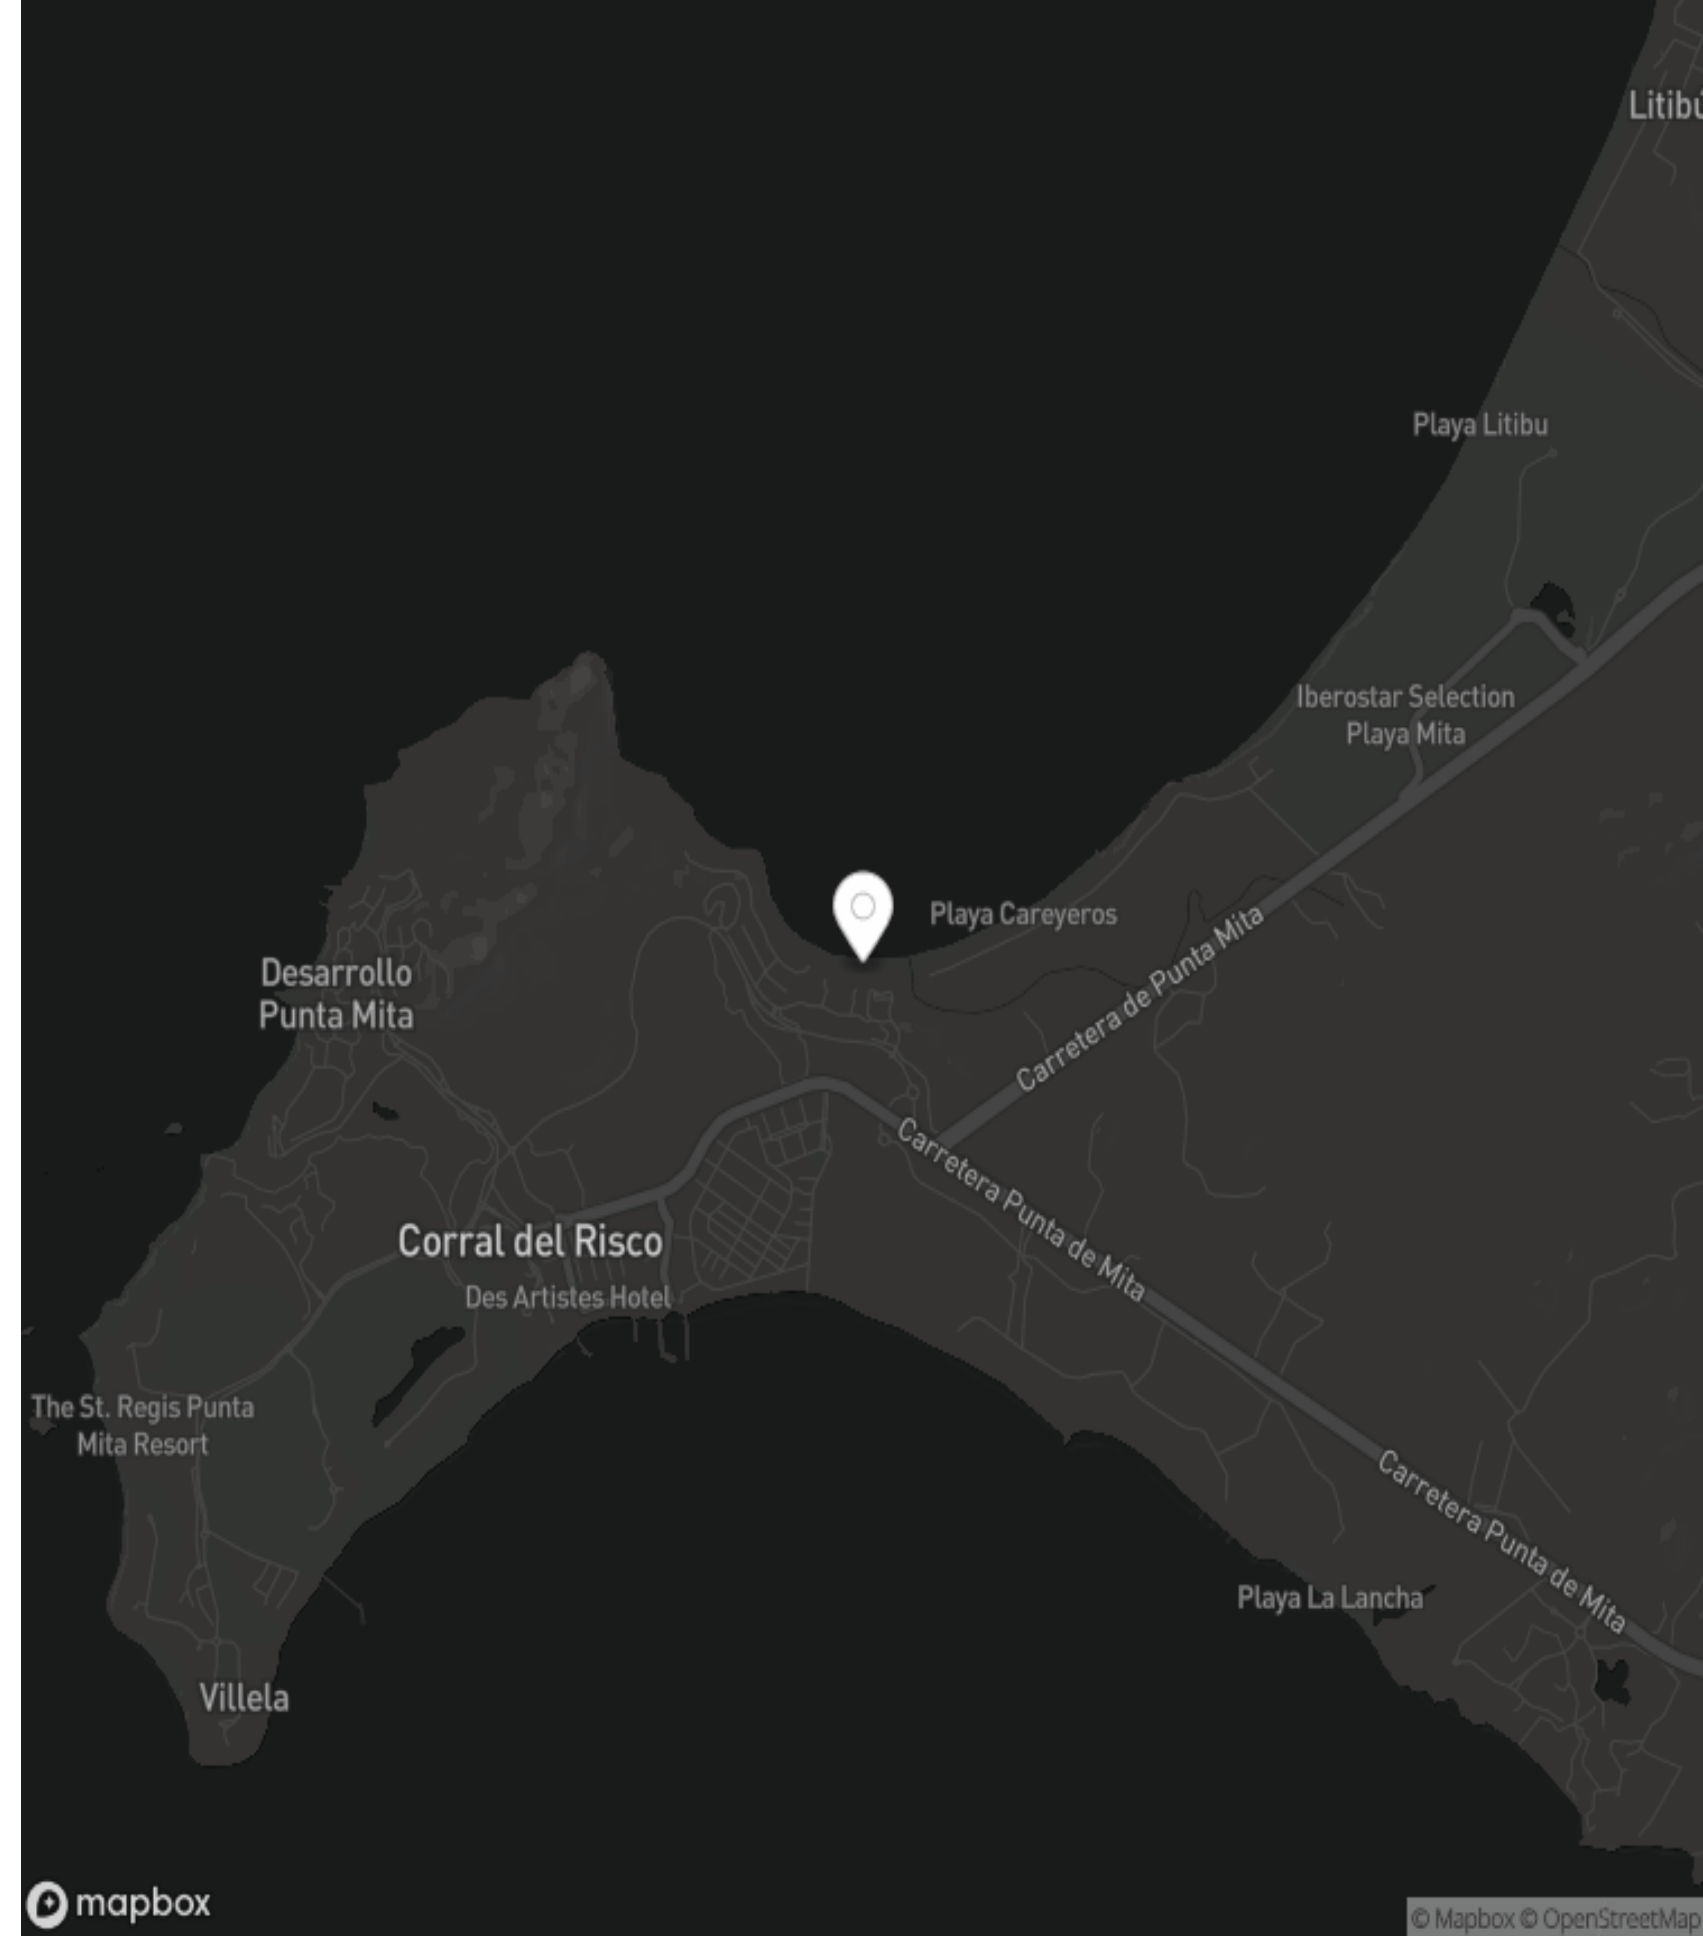 Litibú
Playa Litibu
Iberostar Selection
Playa Mita
Playa Careyeros
Carretera de Punta Mita
Desarrollo
Punta Mita
Carretera Punta de Mita
Corral del Risco
Des Artistes Hotel
The St. Regis Punta
Mita Resort
Carretera Punta de Mita
Playa La Lancha
Villela
mapbox
© Mapbox © OpenStreetMap